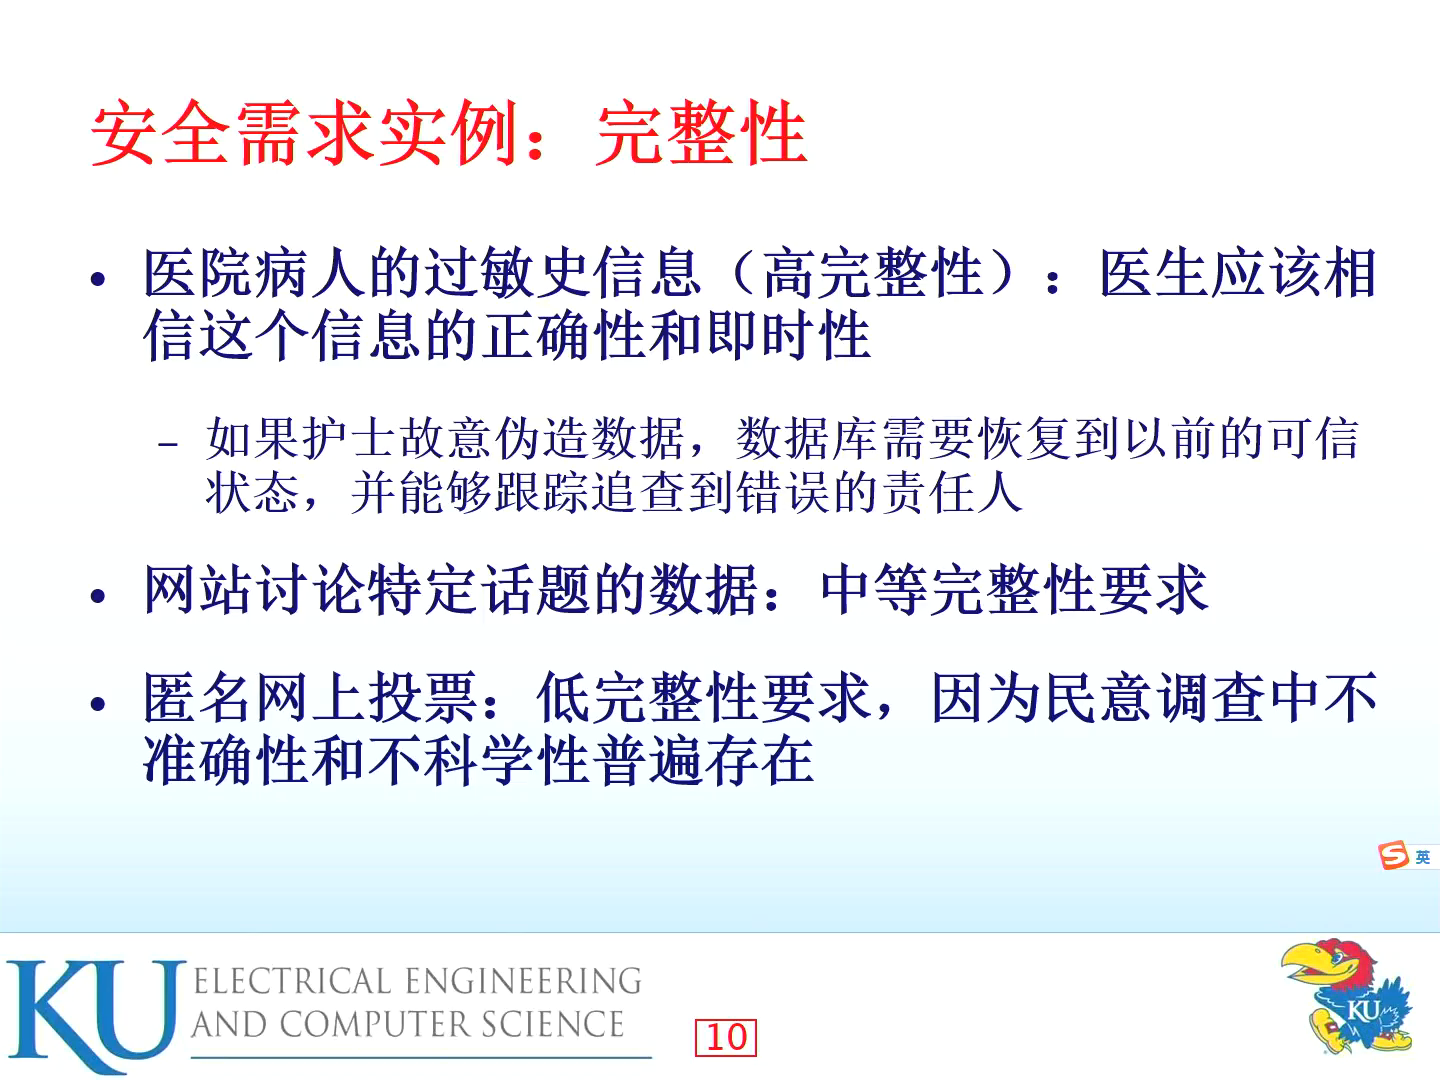 安全需求实例：完整性
• 医院病人的过敏史信息（高完整性）：医生应该相
信这个信息的正确性和即时性
– 如果护士故意伪造数据，数据库需要恢复到以前的可信
状态，并能够跟踪追查到错误的责任人
• 网站讨论特定话题的数据：中等完整性要求
• 匿名网上投票：低完整性要求，因为民意调查中不
准确性和不科学性普遍存在
S 英
KU ELECTRICAL ENGINEERING
AND COMPUTER SCIENCE
10
KU